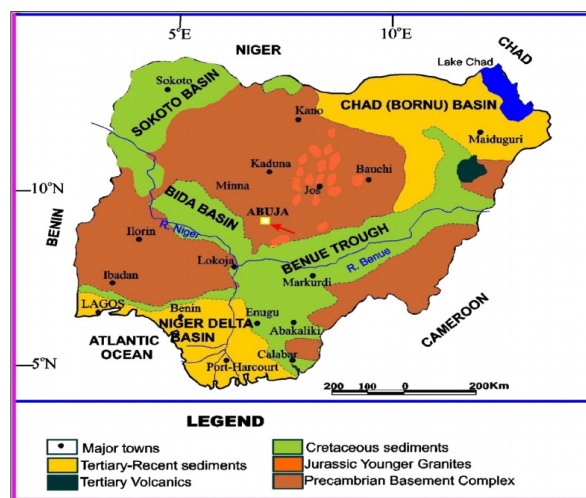 5°E
10°E
NIGER
CHAD
Lake Chad
Sokoto
SOKOTO BASIN
Kano
CHAD (BORNU) BASIN
Maiduguri
Kaduna
Bauchi
Jos
Minna
10°N
10°N
BIDA BASIN
ABUJA
BENIN
R. Niger
Ilorin
BENUE TROUGH
R. Benue
Lokoja
Markurdi
Ibadan
CAMEROON
LAGOS
Benin
Enugu
NIGER DELTA
BASIN
Abakaliki
ATLANTIC
OCEAN
Calabar
5°N
5°N
Port-Harcourt
200 100 0 200Km
LEGEND
Major towns
Cretaceous sediments
Tertiary-Recent sediments
Jurassic Younger Granites
Tertiary Volcanics
Precambrian Basement Complex